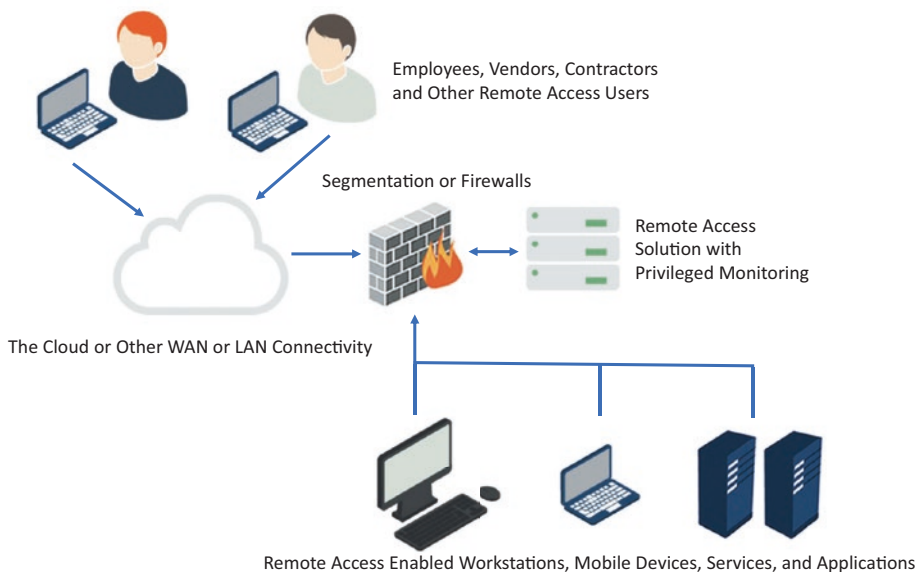 Employees, Vendors, Contractors
and Other Remote Access Users
Segmentation or Firewalls
Remote Access
Solution with
Privileged Monitoring
The Cloud or Other WAN or LAN Connectivity
Remote Access Enabled Workstations, Mobile Devices, Services, and Applications